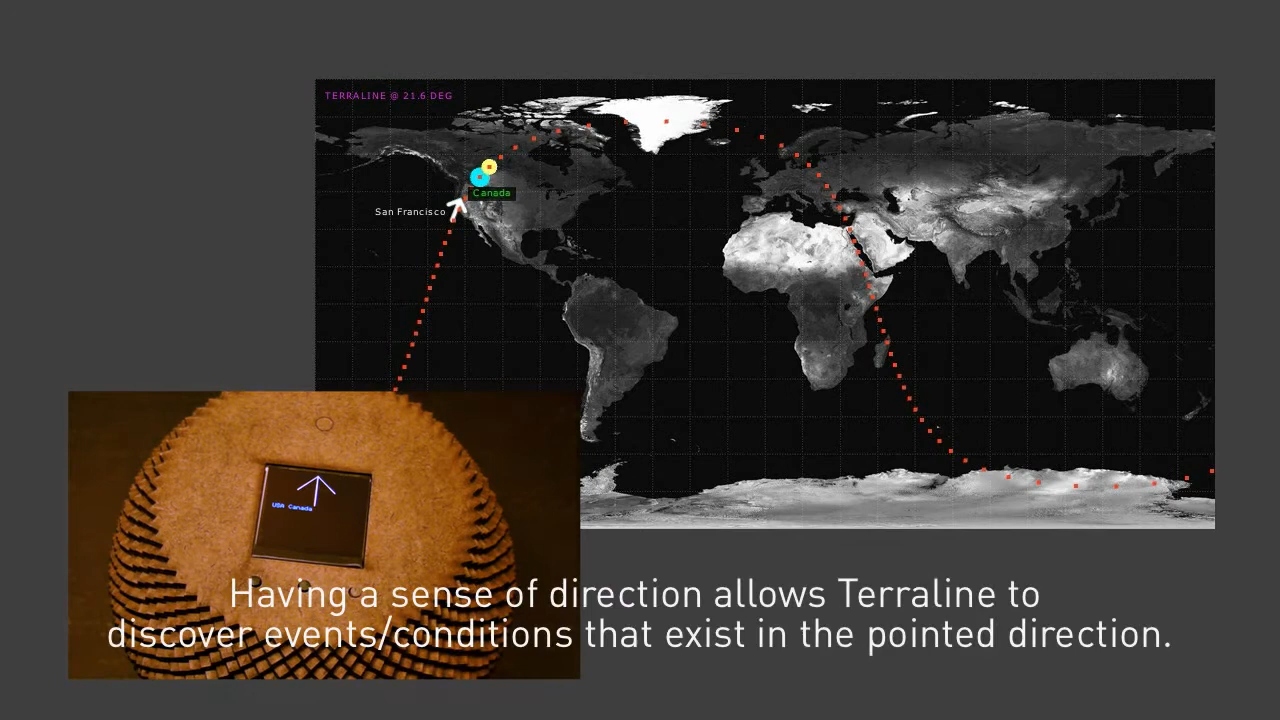 TERRALINE @ 21.6 DEG
Canada
San Francisco
USA Canada
Having a sense of direction allows Terraline to
discover events/conditions that exist in the pointed direction.